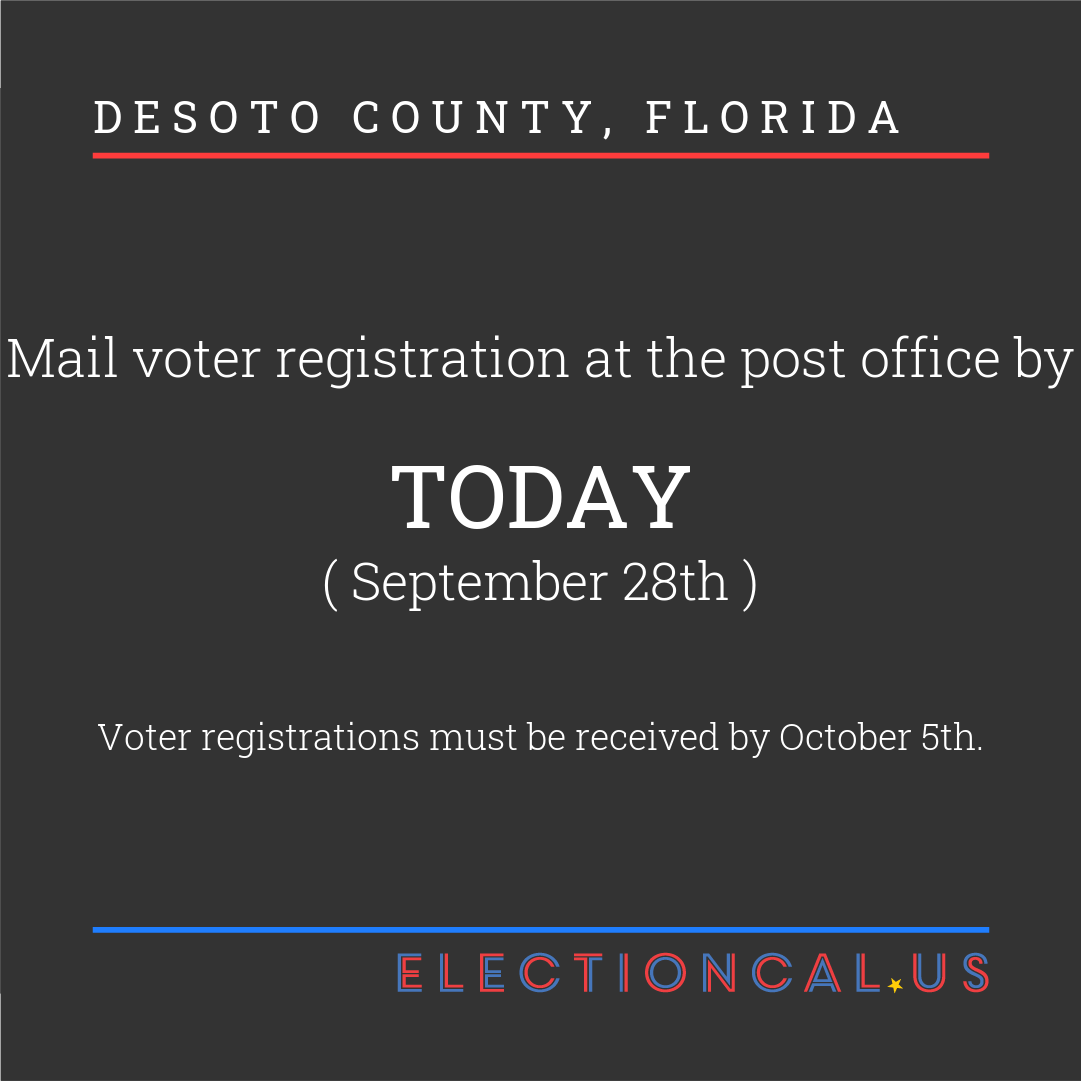 DESOTO COUNTY, FLORIDA
Mail voter registration at the post office by
TODAY
( September 28th )
Voter registrations must be received by October 5th.
ELECTIONCAL.US